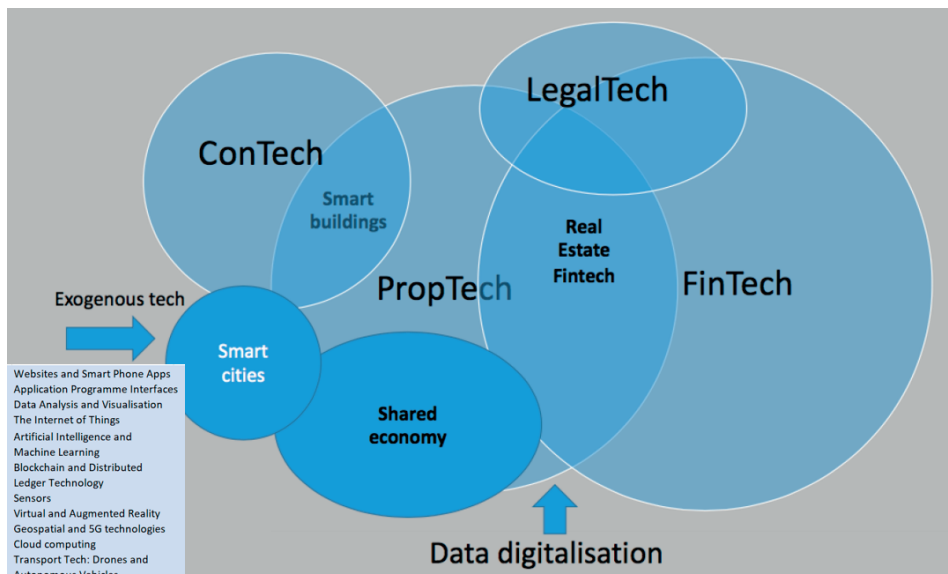 LegalTech
ConTech
Smart
buildings
Real
Estate
Fintech
PropTech
FinTech
Exogenous tech
Smart
cities
Websites and Smart Phone Apps
Application Programme Interfaces
Data Analysis and Visualisation
The Internet of Things
Artificial Intelligence and
Machine Learning
Blockchain and Distributed
Ledger Technology
Sensors
Virtual and Augmented Reality
Geospatial and 5G technologies
Cloud computing
Transport Tech: Drones and
Autonomous Vehicles
Shared
economy
Data digitalisation